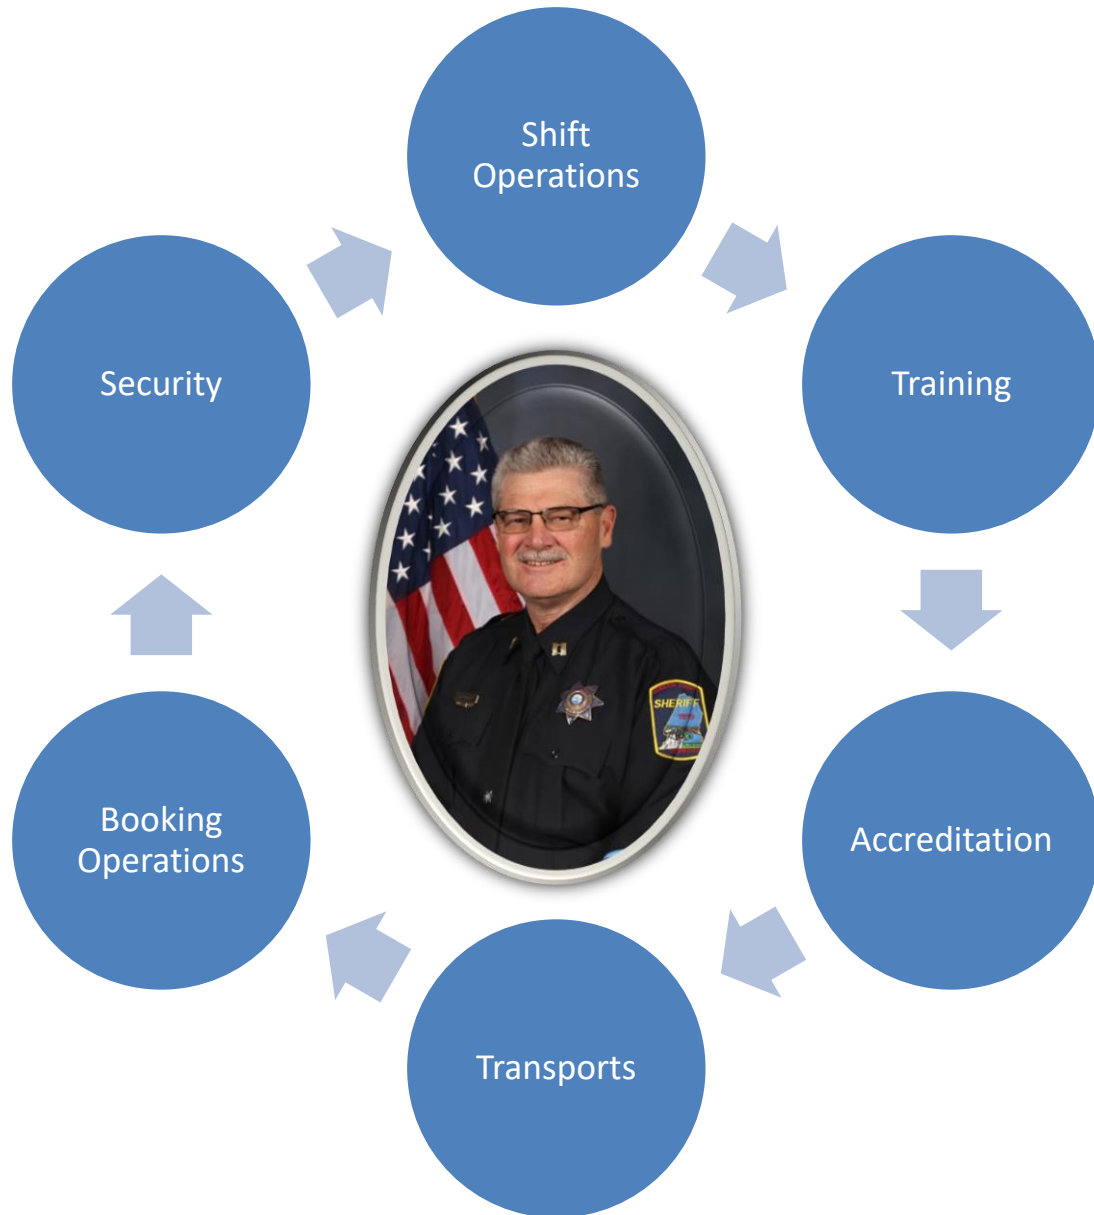 Shift
Operations
Security
Training
SHERIFF
Booking
Operations
Accreditation
Transports